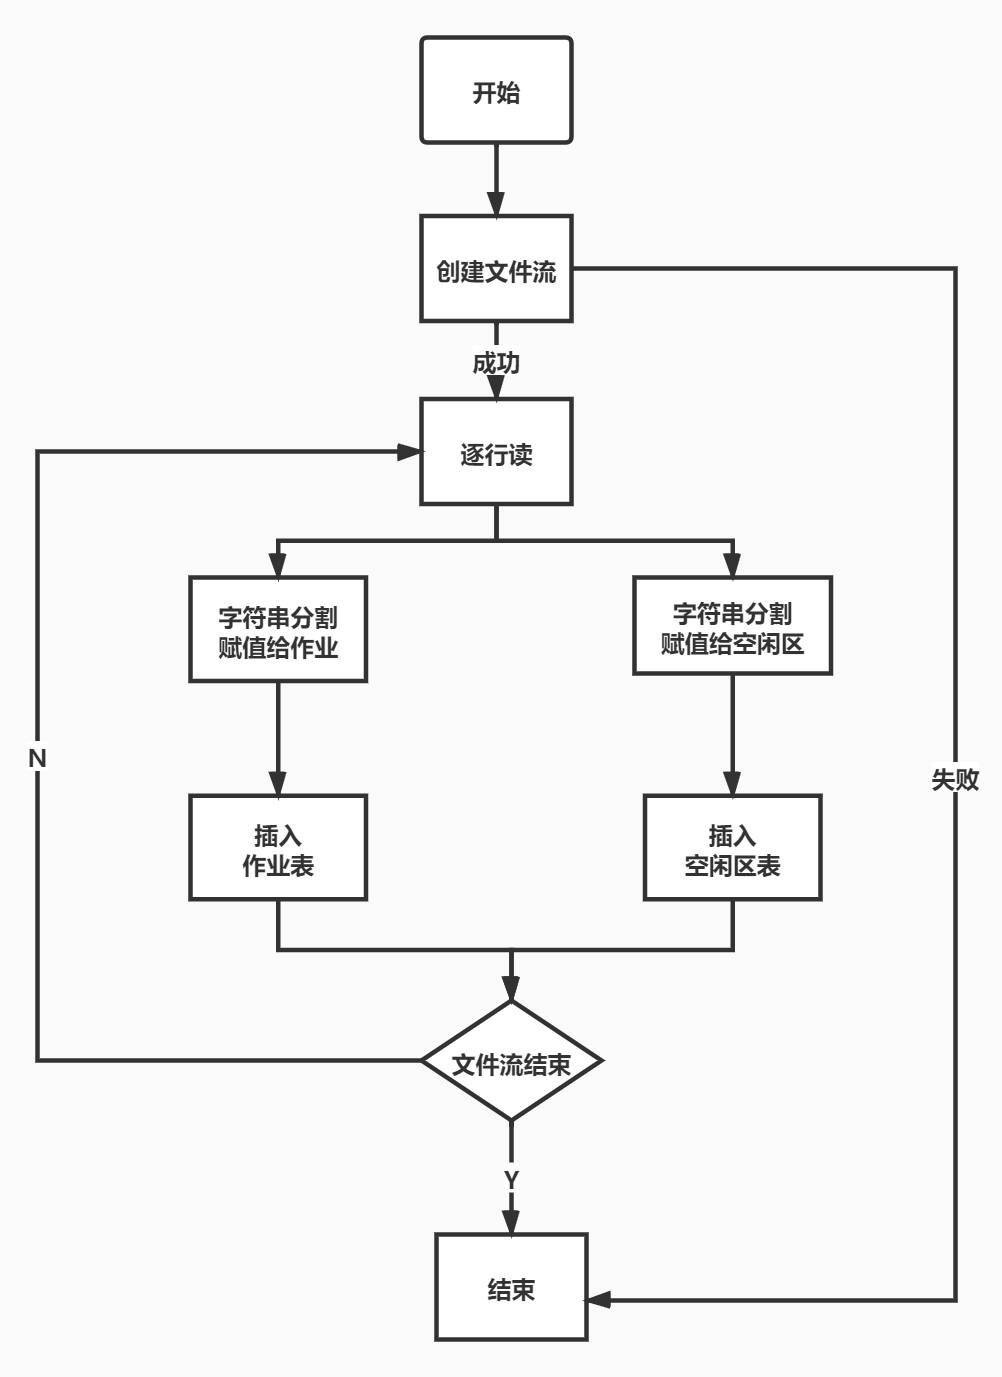 开始
创建文件流
成功
逐行读
字符串分割
赋值给作业
字符串分割
赋值给空闲区
N
失败
插入
作业表
插入
空闲区表
文件流结束
Y
结束